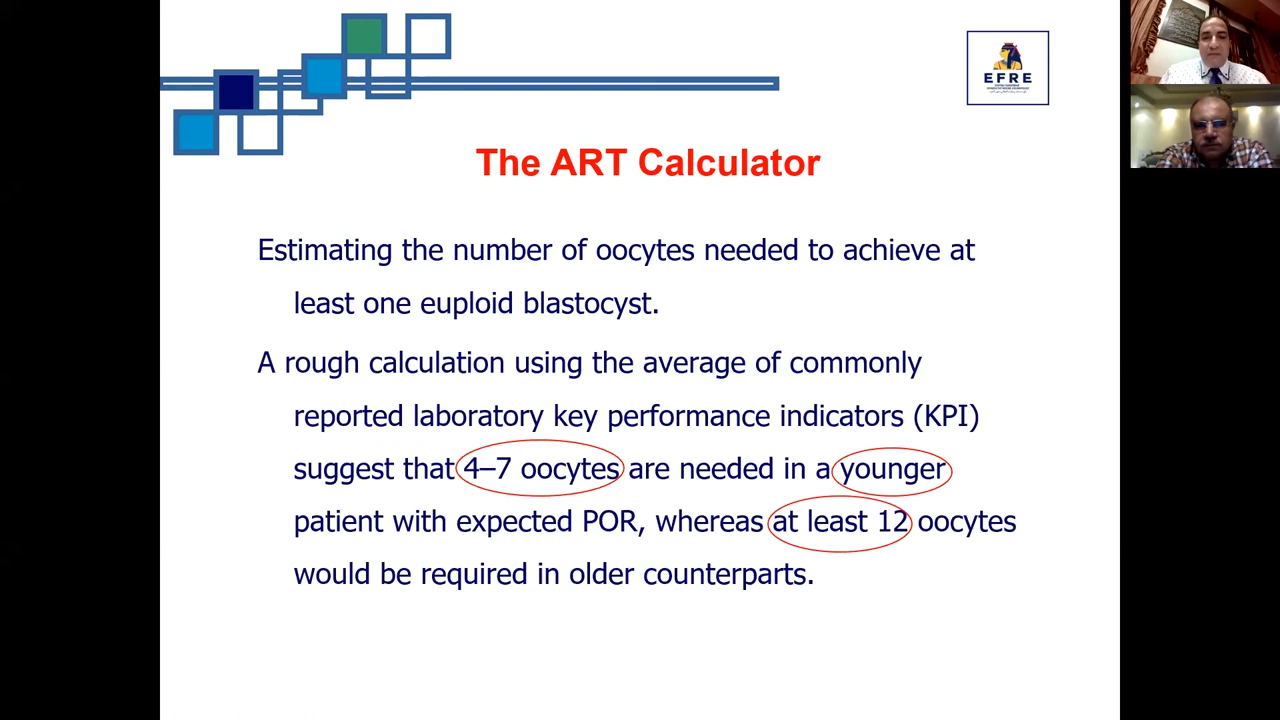 EFRE
The ART Calculator
Estimating the number of oocytes needed to achieve at
least one euploid blastocyst.
A rough calculation using the average of commonly
reported laboratory key performance indicators (KPI)
suggest that 4–7 oocytes are needed in a younger
patient with expected POR, whereas at least 12 oocytes
would be required in older counterparts.